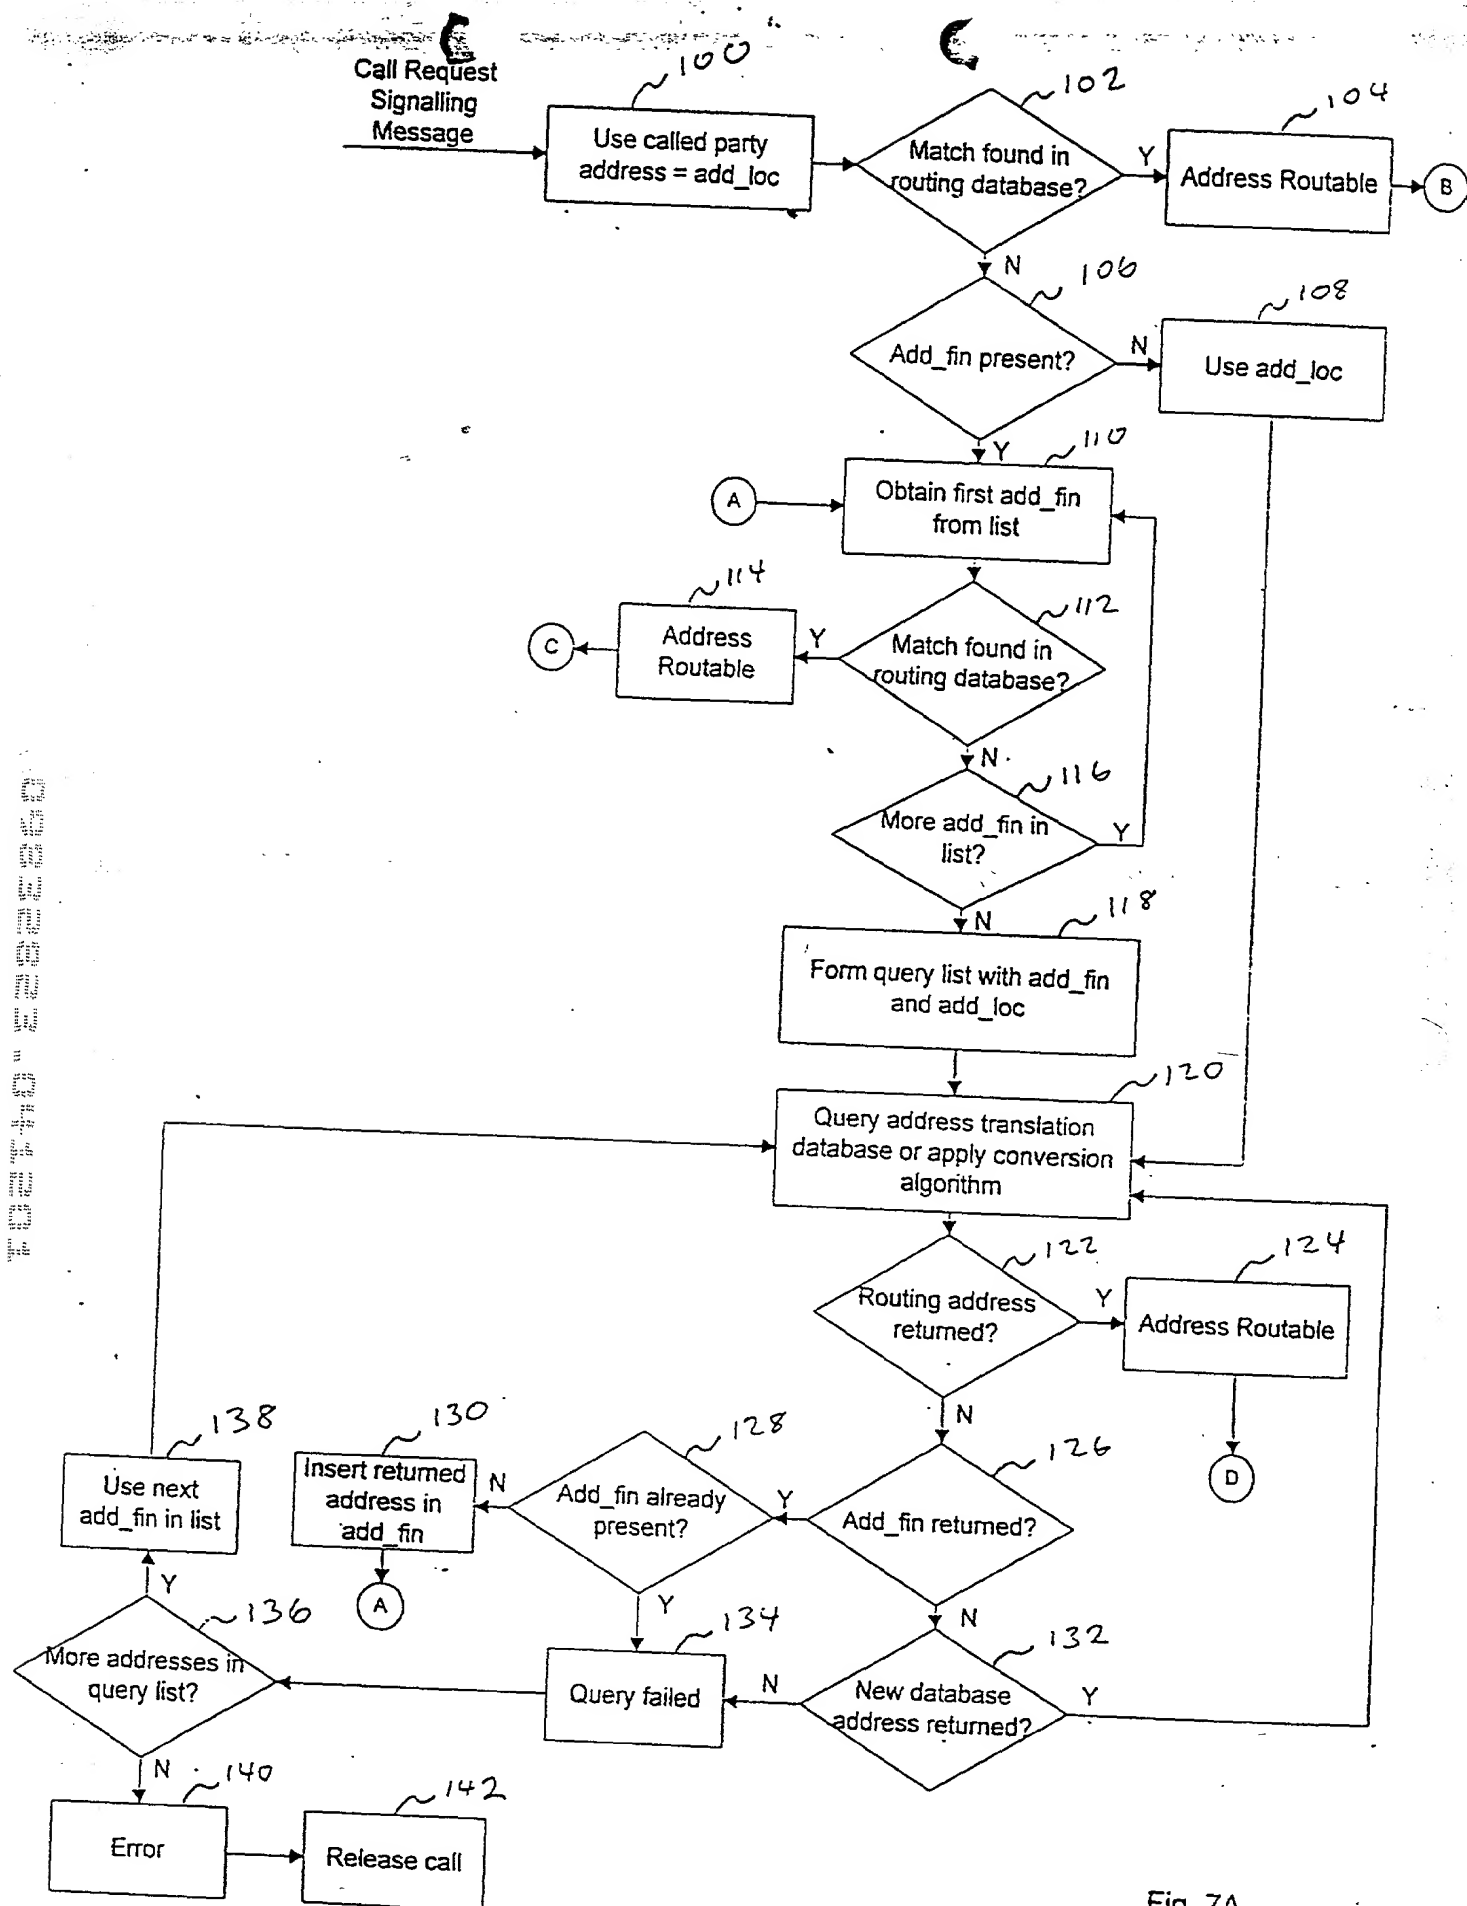 Call Request
Signalling
Message
100
Use called party
address = add_loc
102
Match found in
routing database?
Y
104
Address Routable
B
N
106
Add_fin present?
N
108
Use add_loc
Y
110
A
Obtain first add_fin
from list
114
Address
Routable
C
Y
112
Match found in
routing database?
N
116
More add_fin in
list?
Y
N
118
Form query list with add_fin
and add_loc
120
Query address translation
database or apply conversion
algorithm
122
Routing address
returned?
Y
124
Address Routable
D
N
126
Add_fin returned?
Y
128
Add_fin already
present?
N
130
Insert returned
address in
add_fin
A
138
Use next
add_fin in list
Y
136
More addresses in
query list?
Y
134
Query failed
N
N
132
New database
address returned?
Y
N
140
Error
142
Release call
Fig. 7A